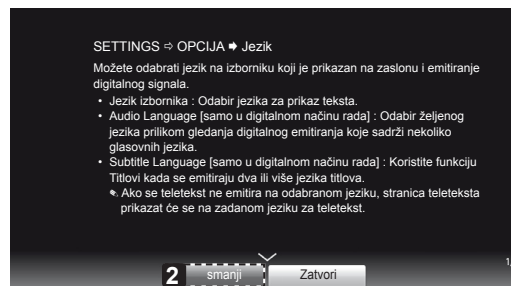 SETTINGS ⇨ OPCIJA ➧ Jezik
Možete odabrati jezik na izborniku koji je prikazan na zaslonu i emitiranje
digitalnog signala.
• Jezik izbornika : Odabir jezika za prikaz teksta.
• Audio Language [samo u digitalnom načinu rada] : Odabir željenog
jezika prilikom gledanja digitalnog emitiranja koje sadrži nekoliko
glasovnih jezika.
• Subtitle Language [samo u digitalnom načinu rada] : Koristite funkciju
Titlovi kada se emitiraju dva ili više jezika titlova.
✎ Ako se teletekst ne emitira na odabranom jeziku, stranica teleteksta
prikazat će se na zadanom jeziku za teletekst.
2 smanji Zatvori